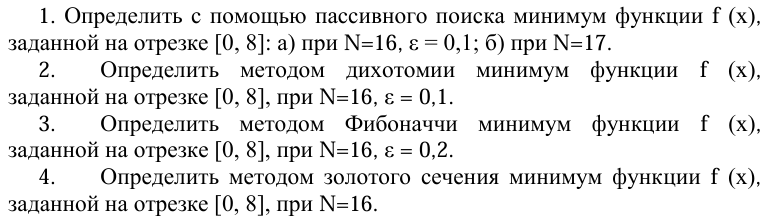 1. Определить с помощью пассивного поиска минимум функции f (x),
заданной на отрезке [0, 8]: а) при N=16, ε = 0,1; б) при N=17.
2. Определить методом дихотомии минимум функции f (x),
заданной на отрезке [0, 8], при N=16, ε = 0,1.
3. Определить методом Фибоначчи минимум функции f (x),
заданной на отрезке [0, 8], при N=16, ε = 0,2.
4. Определить методом золотого сечения минимум функции f (x),
заданной на отрезке [0, 8], при N=16.